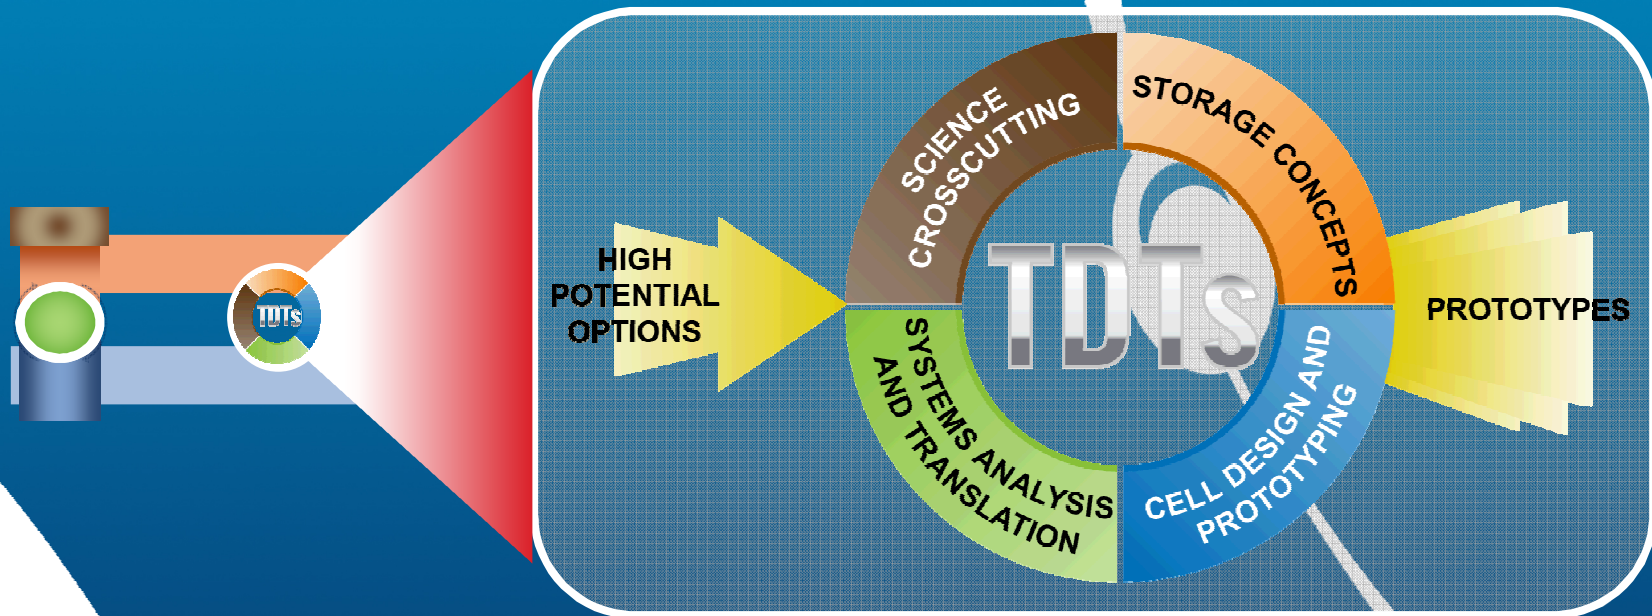 TDTs
HIGH
POTENTIAL
OPTIONS
SCIENCE
CROSSCUTTING
STORAGE CONCEPTS
TDTs
SYSTEMS ANALYSIS
AND TRANSLATION
CELL DESIGN AND
PROTOTYPING
PROTOTYPES